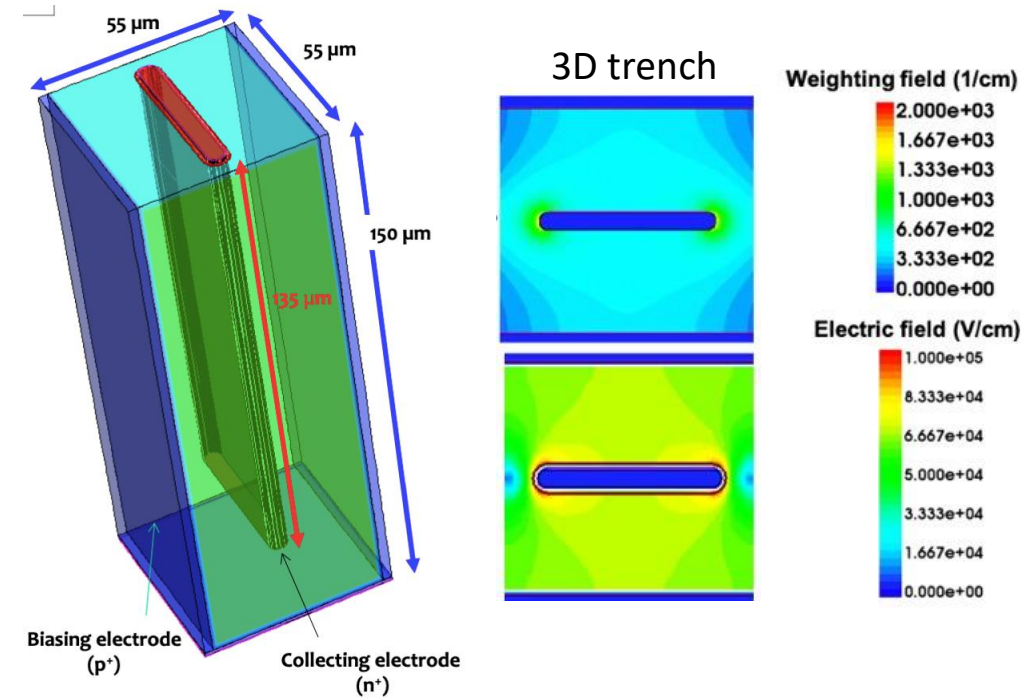 55 µm
55 µm
150 µm
135 µm
Biasing electrode
(p⁺)
Collecting electrode
(n⁺)
3D trench
Weighting field (1/cm)
2.000e+03
1.667e+03
1.333e+03
1.000e+03
6.667e+02
3.333e+02
0.000e+00
Electric field (V/cm)
1.000e+05
8.333e+04
6.667e+04
5.000e+04
3.333e+04
1.667e+04
0.000e+00